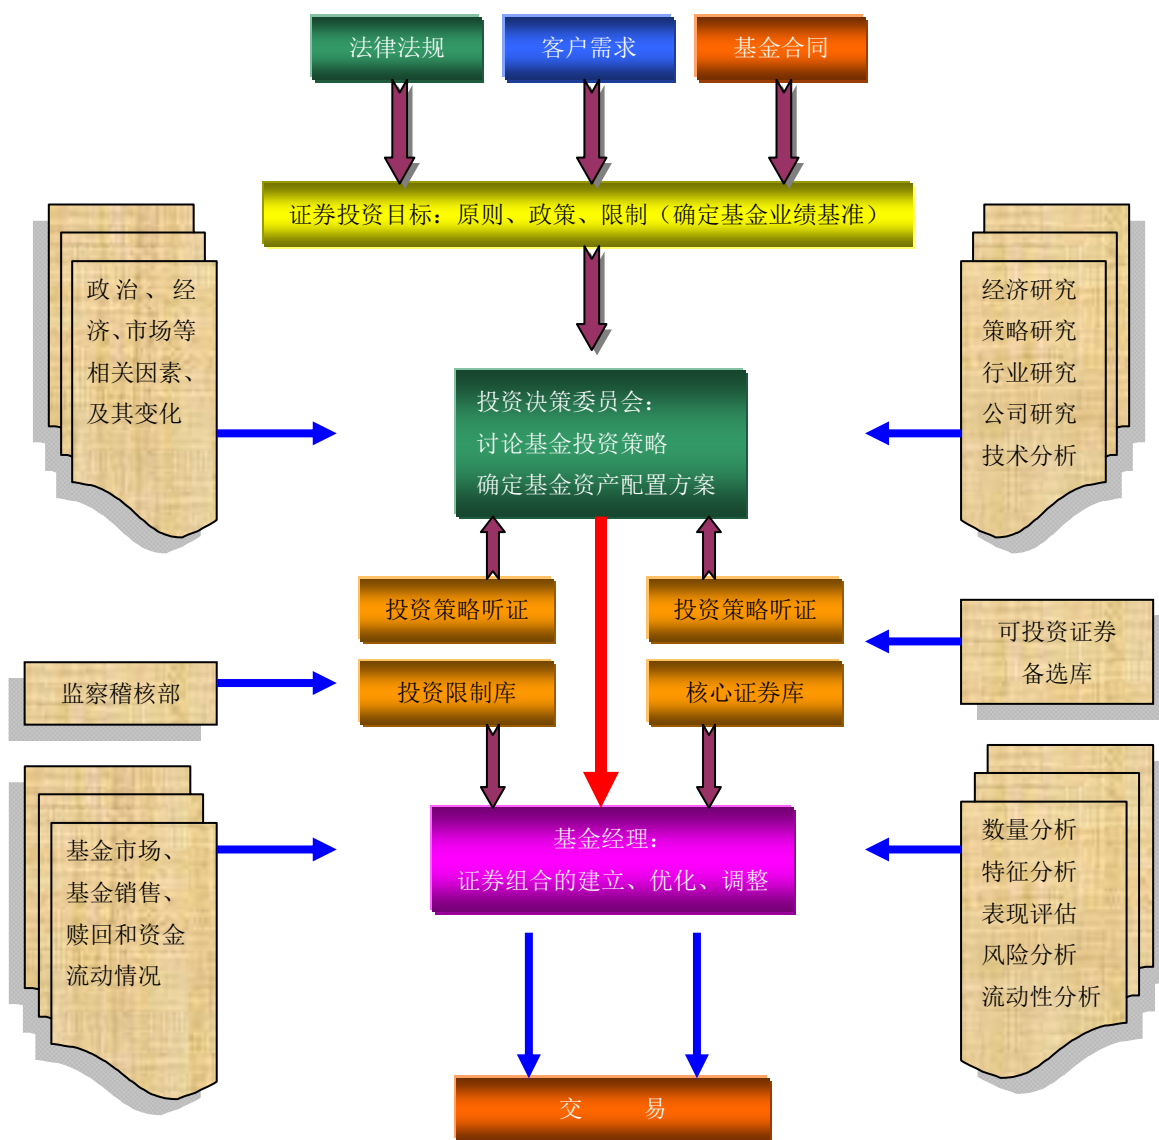 法律法规
客户需求
基金合同
证券投资目标：原则、政策、限制（确定基金业绩基准）
政治、经
济、市场等
相关因素、
及其变化
经济研究
策略研究
行业研究
公司研究
技术分析
投资决策委员会：
讨论基金投资策略
确定基金资产配置方案
投资策略听证
投资策略听证
可投资证券
备选库
监察稽核部
投资限制库
核心证券库
基金市场、
基金销售、
赎回和资金
流动情况
基金经理：
证券组合的建立、优化、调整
数量分析
特征分析
表现评估
风险分析
流动性分析
交 易